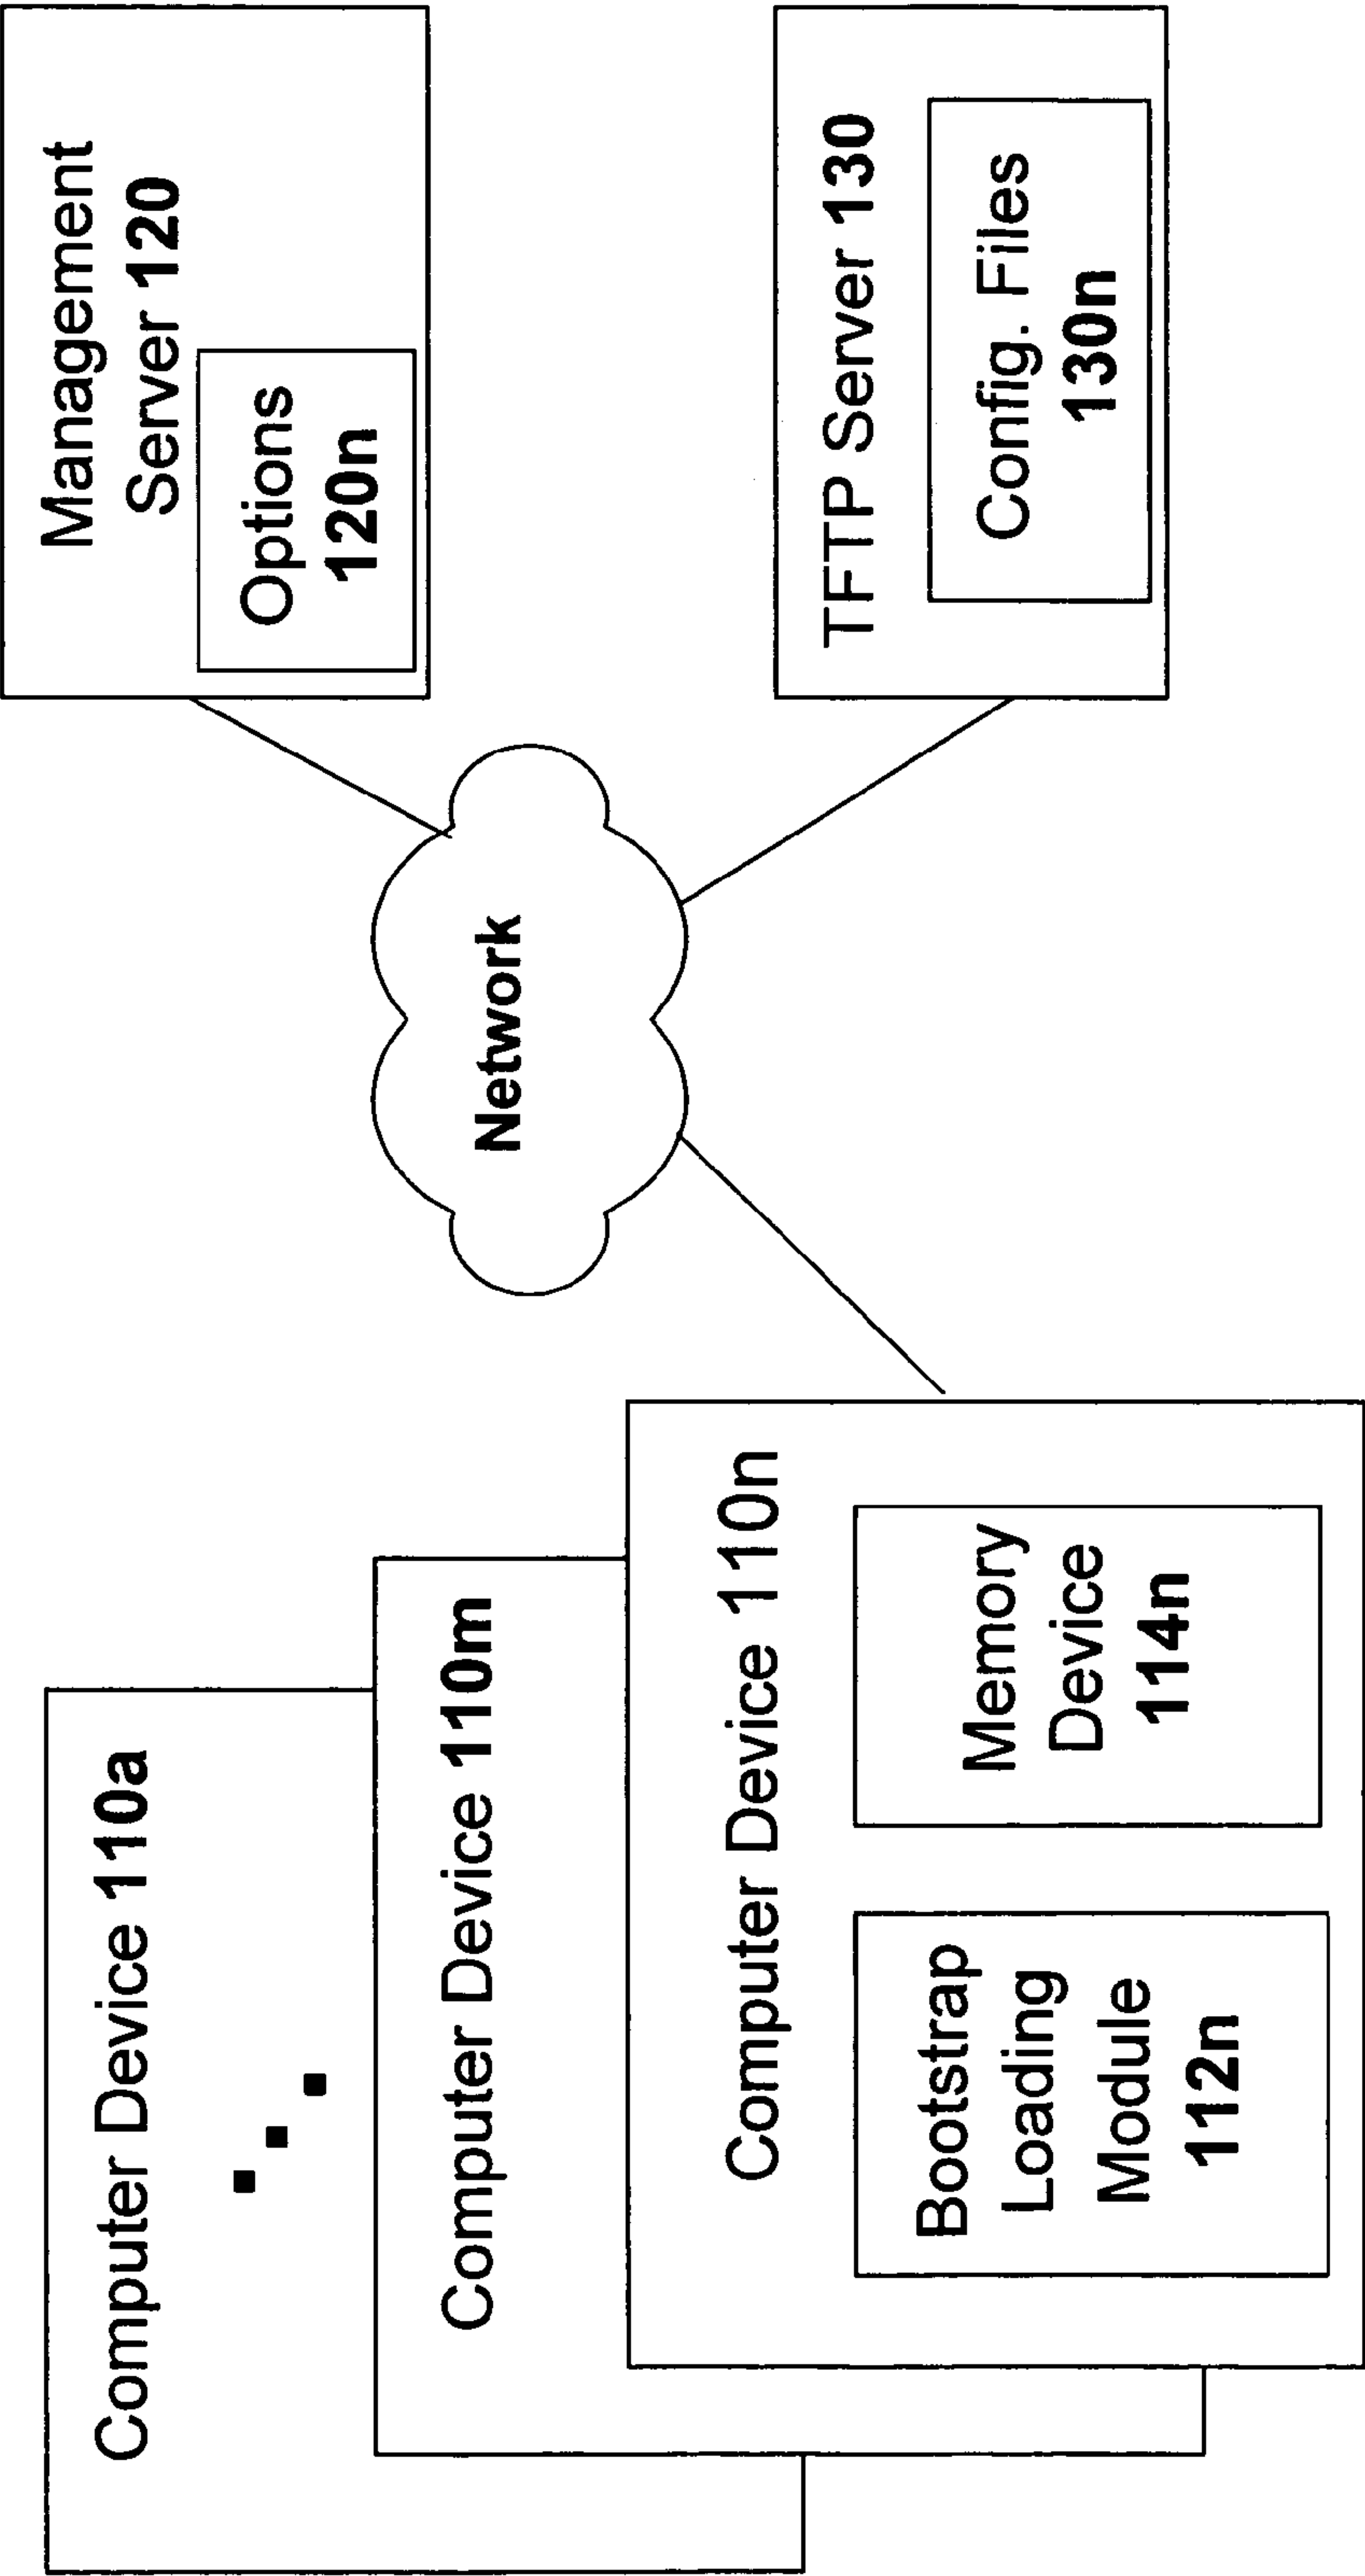 Computer Device 110a
Computer Device 110m
Computer Device 110n
Bootstrap
Loading
Module
112n
Memory
Device
114n
Network
Management
Server 120
Options
120n
TFTP Server 130
Config. Files
130n